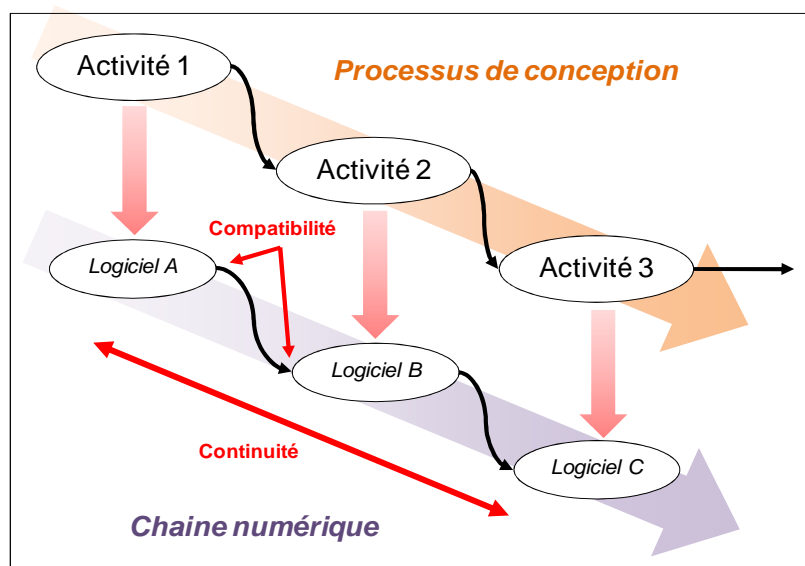 Activité 1
Processus de conception
Activité 2
Compatibilité
Logiciel A
Activité 3
Logiciel B
Continuité
Logiciel C
Chaine numérique